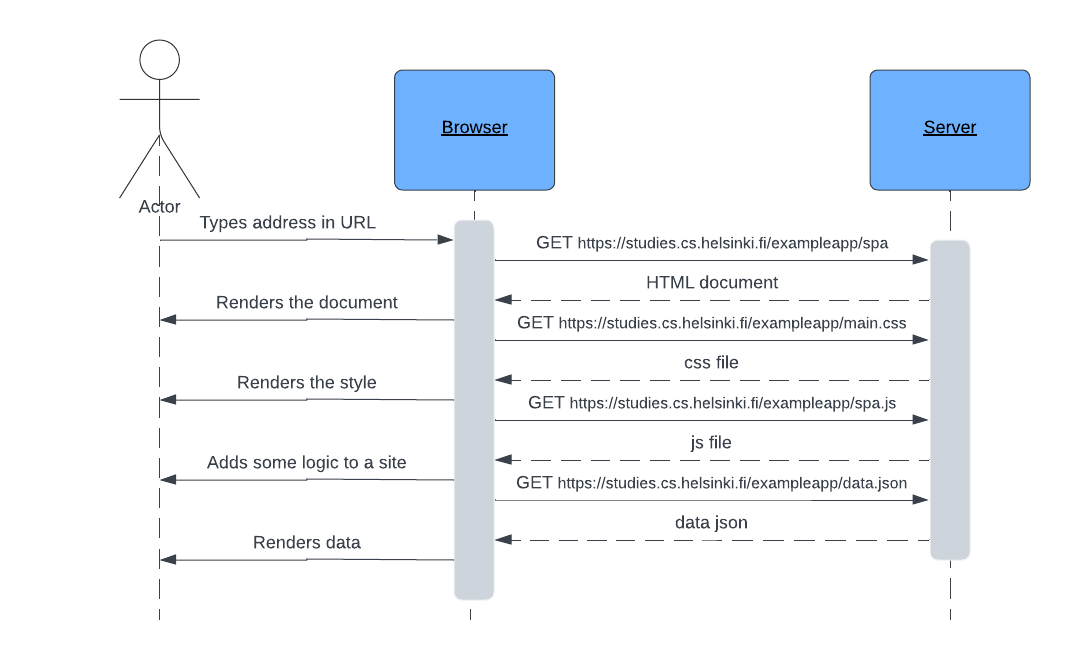 Browser
Server
Actor
Types address in URL
GET https://studies.cs.helsinki.fi/exampleapp/spa
HTML document
Renders the document
GET https://studies.cs.helsinki.fi/exampleapp/main.css
css file
Renders the style
GET https://studies.cs.helsinki.fi/exampleapp/spa.js
js file
Adds some logic to a site
GET https://studies.cs.helsinki.fi/exampleapp/data.json
data json
Renders data